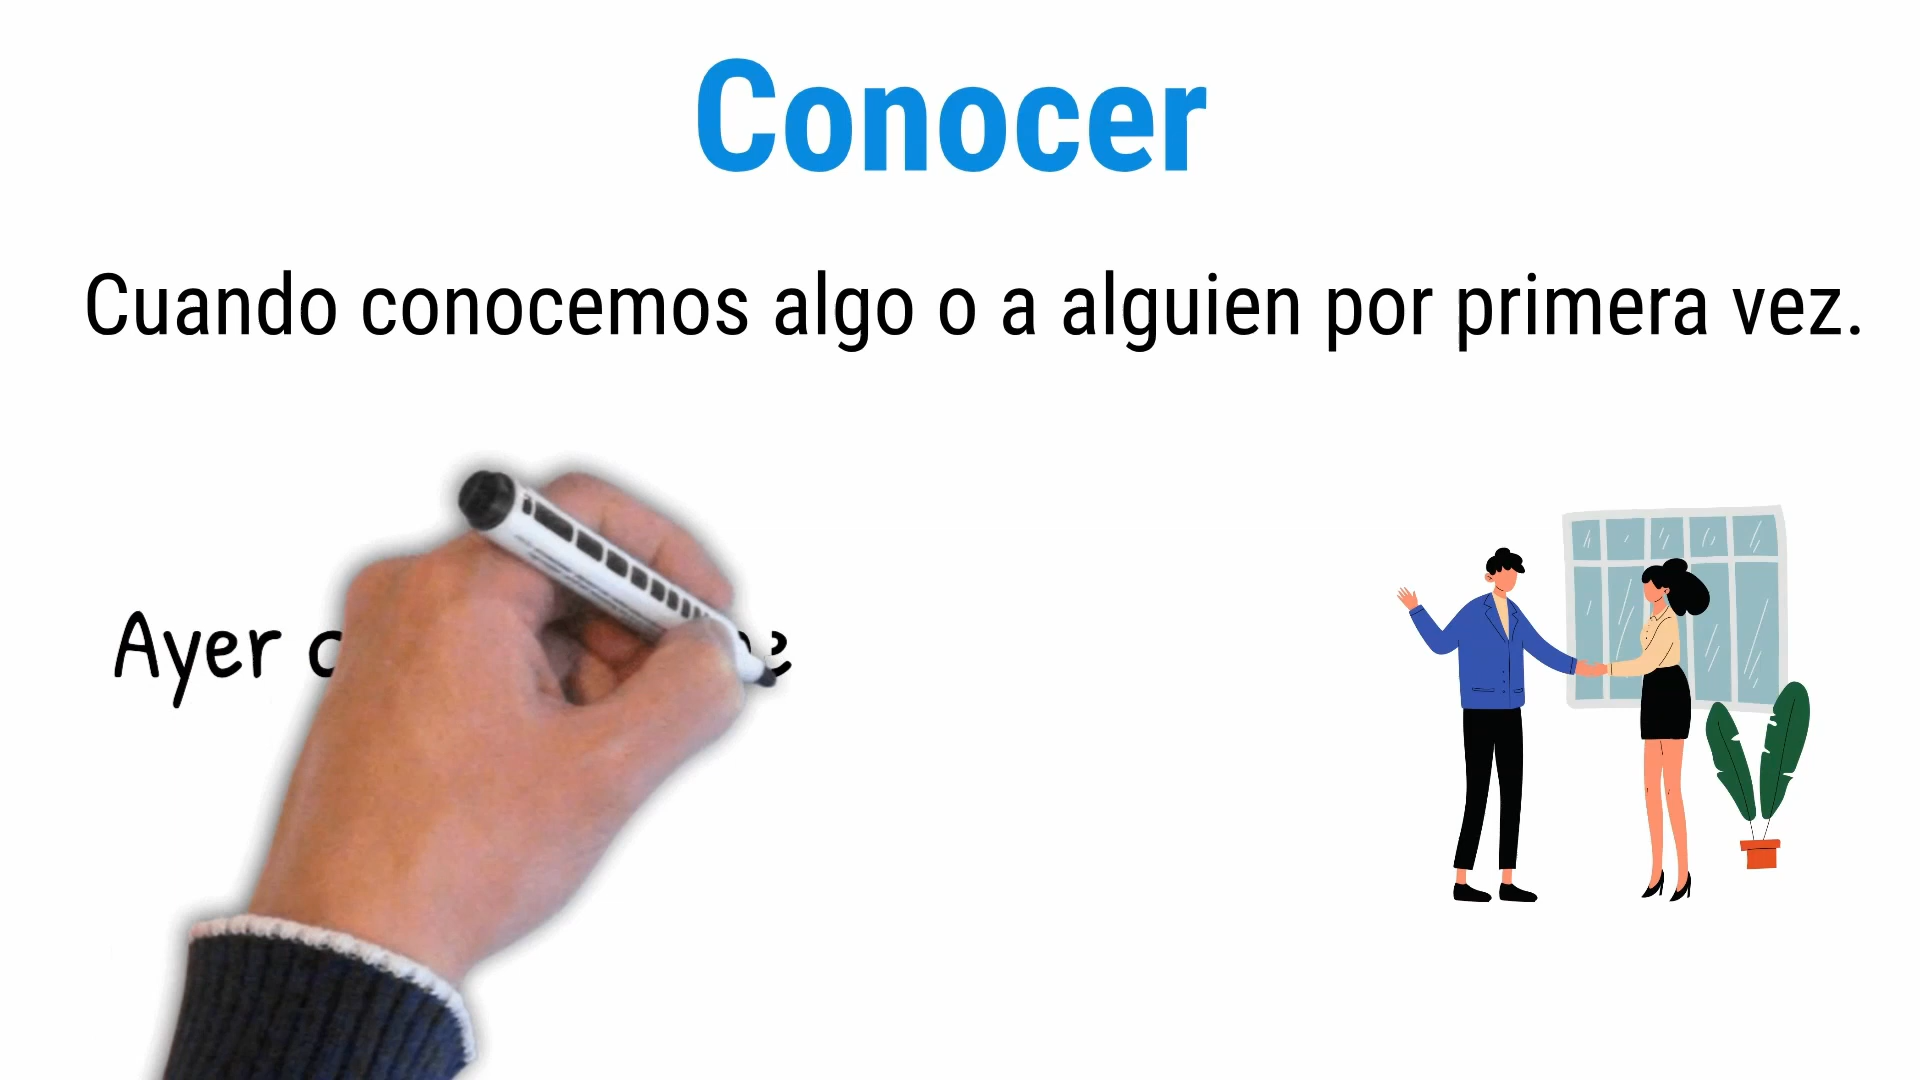 Conocer
Cuando conocemos algo o a alguien por primera vez.
Ayer